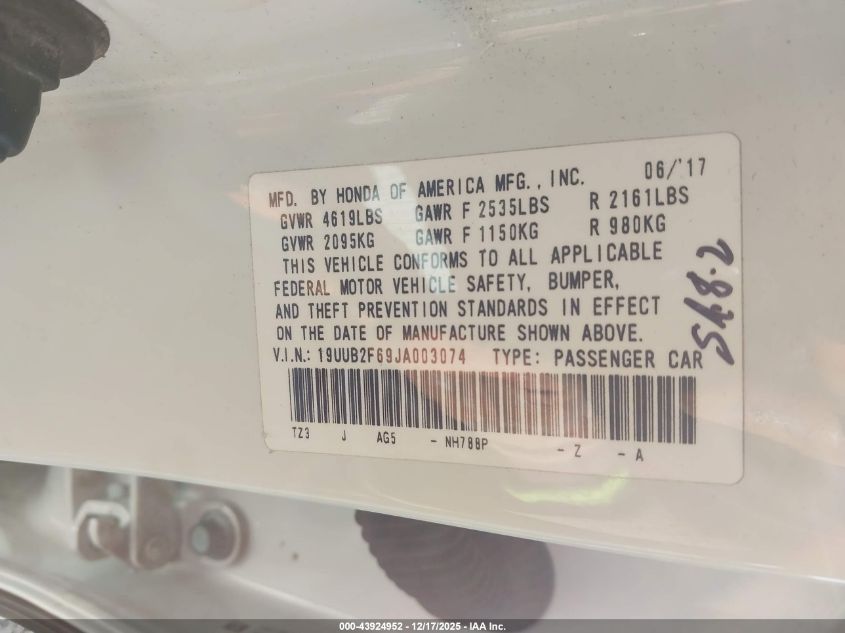 06/'17
MFD. BY HONDA OF AMERICA MFG., INC.
GVWR 4619LBS GAWR F 2535LBS R 2161LBS
GVWR 2095KG GAWR F 1150KG R 980KG
THIS VEHICLE CONFORMS TO ALL APPLICABLE
FEDERAL MOTOR VEHICLE SAFETY, BUMPER,
AND THEFT PREVENTION STANDARDS IN EFFECT
ON THE DATE OF MANUFACTURE SHOWN ABOVE.
V.I.N.: 19UUB2F69JA003074 TYPE: PASSENGER CAR
TZ3 J AG5 - NH788P - Z - A
000-43924952 - 12/17/2025 - IAA Inc.